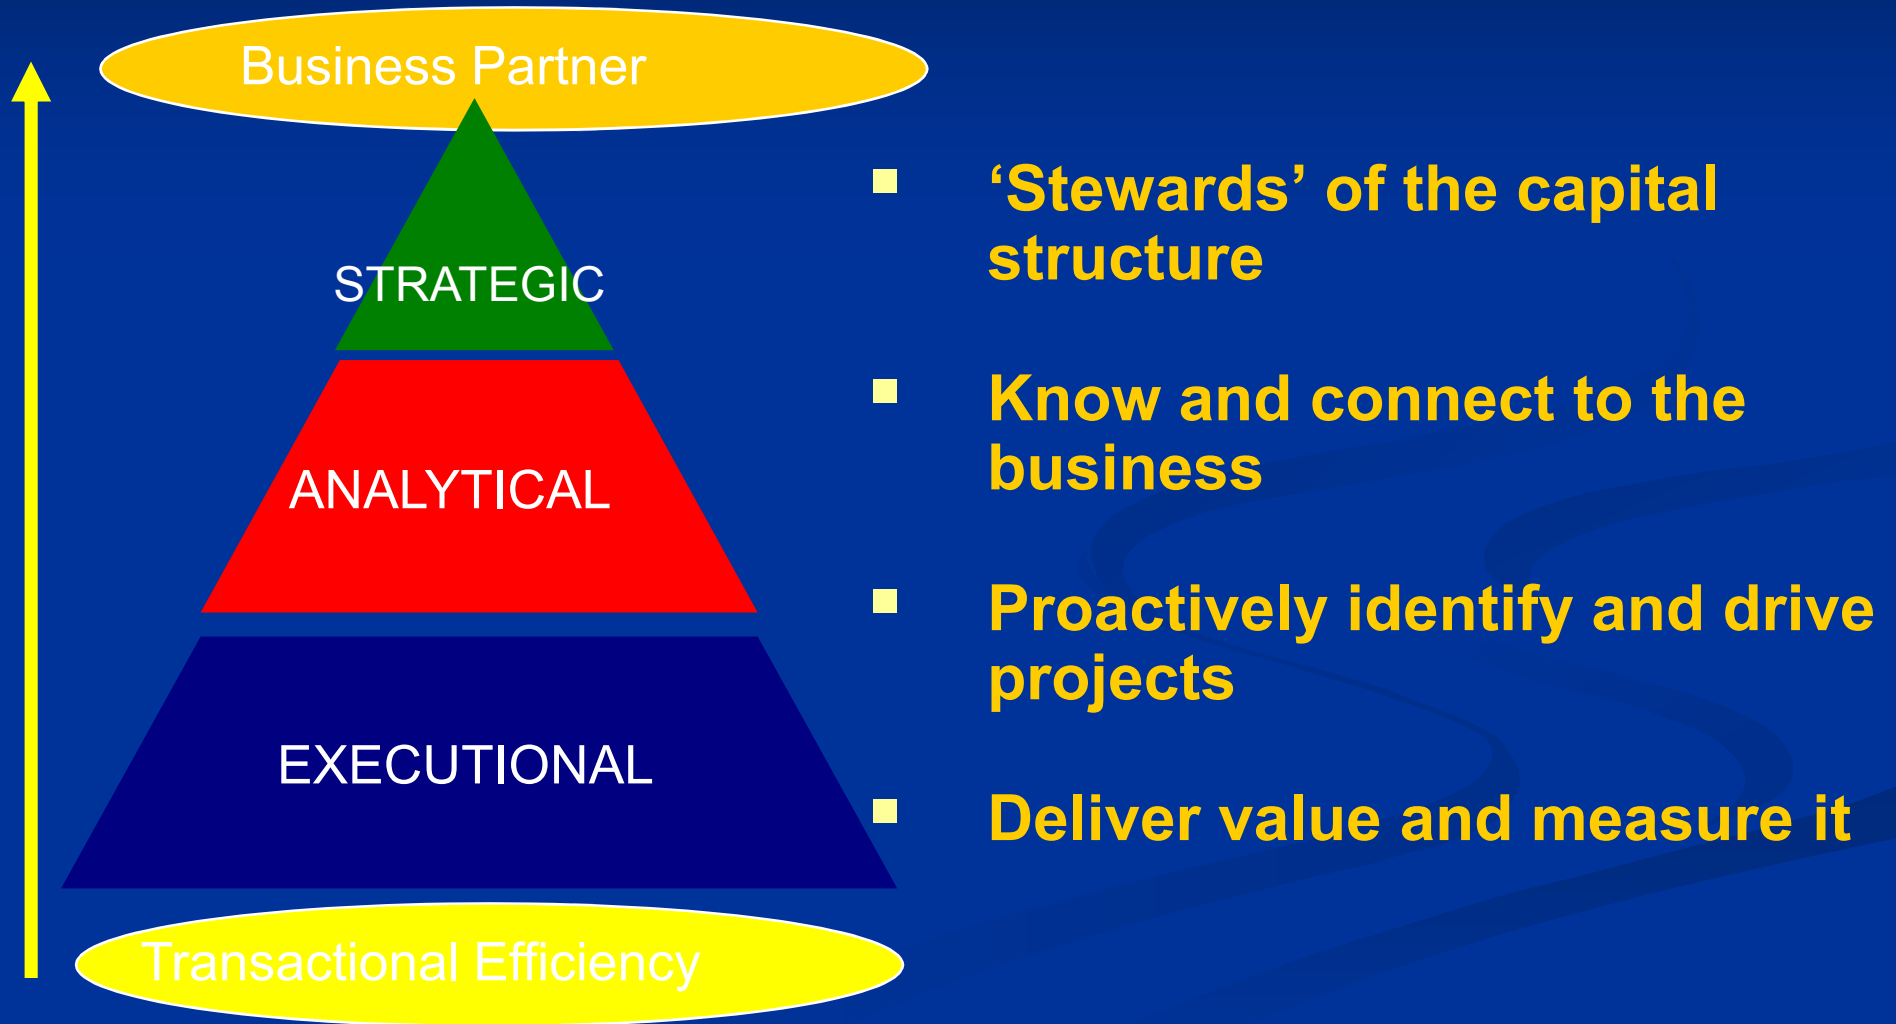 Business Partner
STRATEGIC
ANALYTICAL
EXECUTIONAL
Transactional Efficiency
‘Stewards’ of the capital
structure
Know and connect to the
business
Proactively identify and drive
projects
Deliver value and measure it